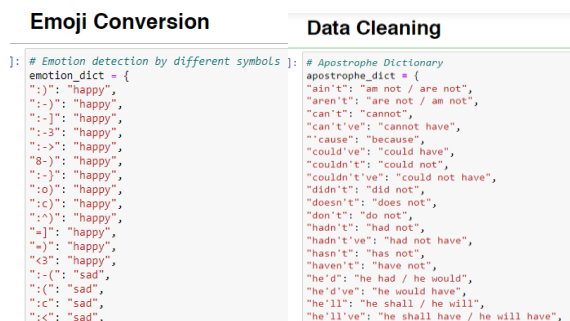 Emoji Conversion
]: # Emotion detection by different symbols
emotion_dict = {
":)": "happy",
":-)": "happy",
":-]": "happy",
":-3": "happy",
":->": "happy",
"8-)": "happy",
":-}": "happy",
":o)": "happy",
":c)": "happy",
":^)": "happy",
"=]": "happy",
"=)": "happy",
"<3": "happy",
":-(": "sad",
":(": "sad",
":c": "sad",
":<": "sad",
Data Cleaning
]: # Apostrophe Dictionary
apostrophe_dict = {
"ain't": "am not / are not",
"aren't": "are not / am not",
"can't": "cannot",
"can't've": "cannot have",
"'cause": "because",
"could've": "could have",
"couldn't": "could not",
"couldn't've": "could not have",
"didn't": "did not",
"doesn't": "does not",
"don't": "do not",
"hadn't": "had not",
"hadn't've": "had not have",
"hasn't": "has not",
"haven't": "have not",
"he'd": "he had / he would",
"he'd've": "he would have",
"he'll": "he shall / he will",
"he'll've": "he shall have / he will have",